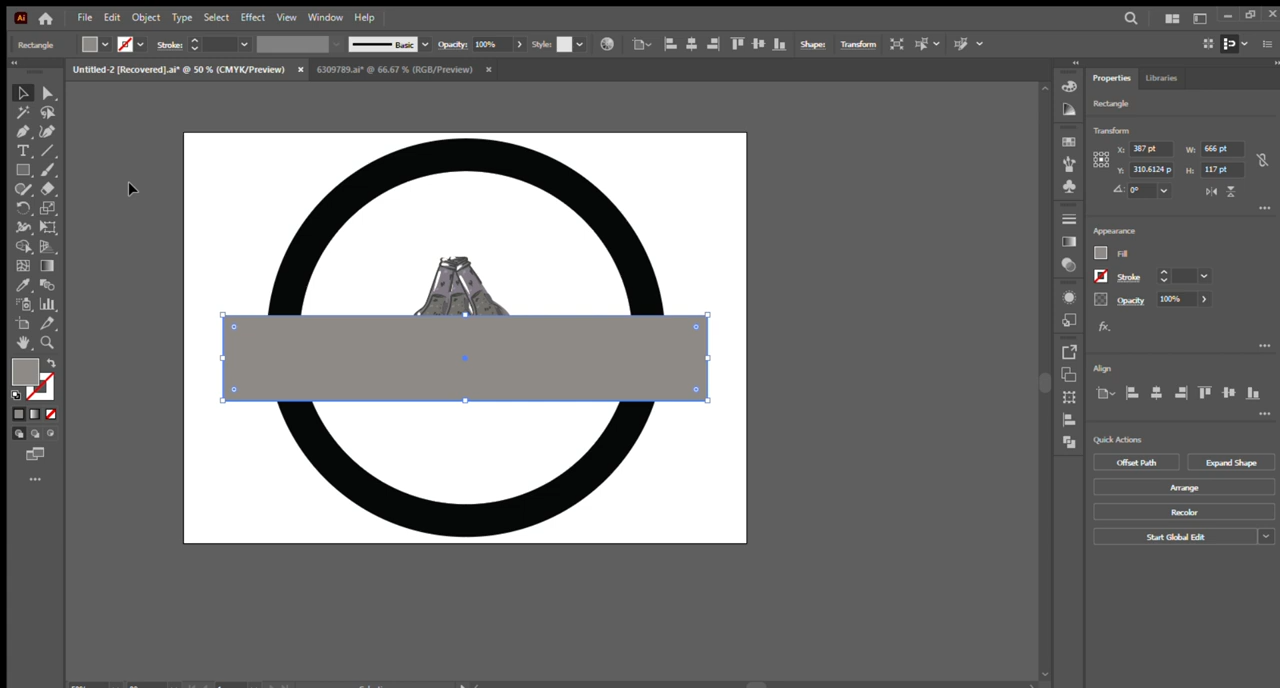 Ai File Edit Object Type Select Effect View Window Help
Rectangle Stroke: Basic Opacity: 100% Style: Shape: Transform
Untitled-2 [Recovered].ai* @ 50 % (CMYK/Preview) × 6309789.ai* @ 66.67 % (RGB/Preview) ×
Properties Libraries
Rectangle
Transform
X: 387 pt W: 666 pt
Y: 310.6124 p H: 117 pt
0°
Appearance
Fill
Stroke
Opacity 100%
fx.
Align
Quick Actions
Offset Path Expand Shape
Arrange
Recolor
Start Global Edit